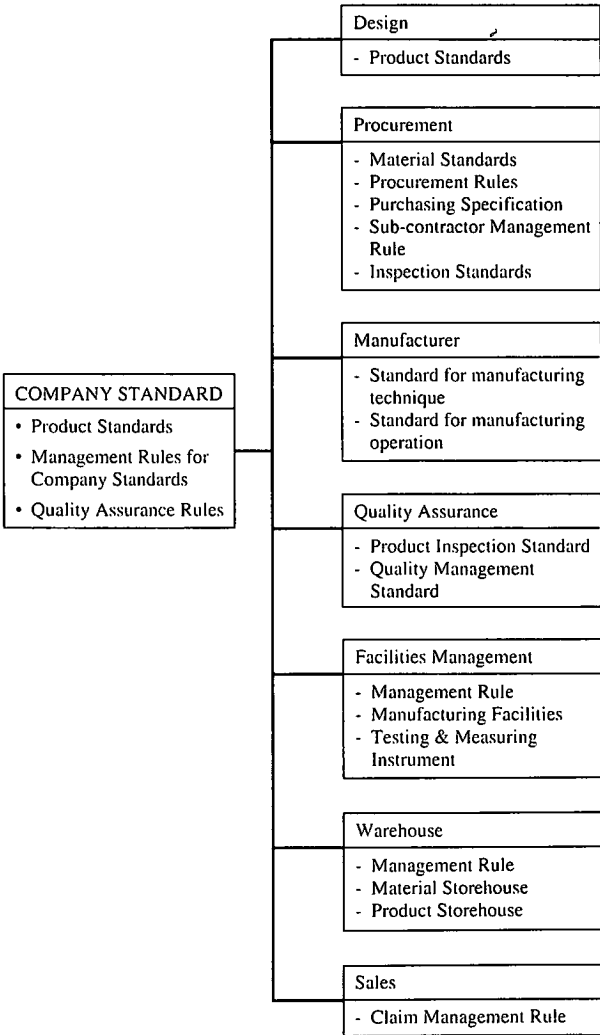 Design
- Product Standards
Procurement
- Material Standards
- Procurement Rules
- Purchasing Specification
- Sub-contractor Management
Rule
- Inspection Standards
Manufacturer
- Standard for manufacturing
technique
- Standard for manufacturing
operation
COMPANY STANDARD
• Product Standards
• Management Rules for
Company Standards
• Quality Assurance Rules
Quality Assurance
- Product Inspection Standard
- Quality Management
Standard
Facilities Management
- Management Rule
- Manufacturing Facilities
- Testing & Measuring
Instrument
Warehouse
- Management Rule
- Material Storehouse
- Product Storehouse
Sales
- Claim Management Rule